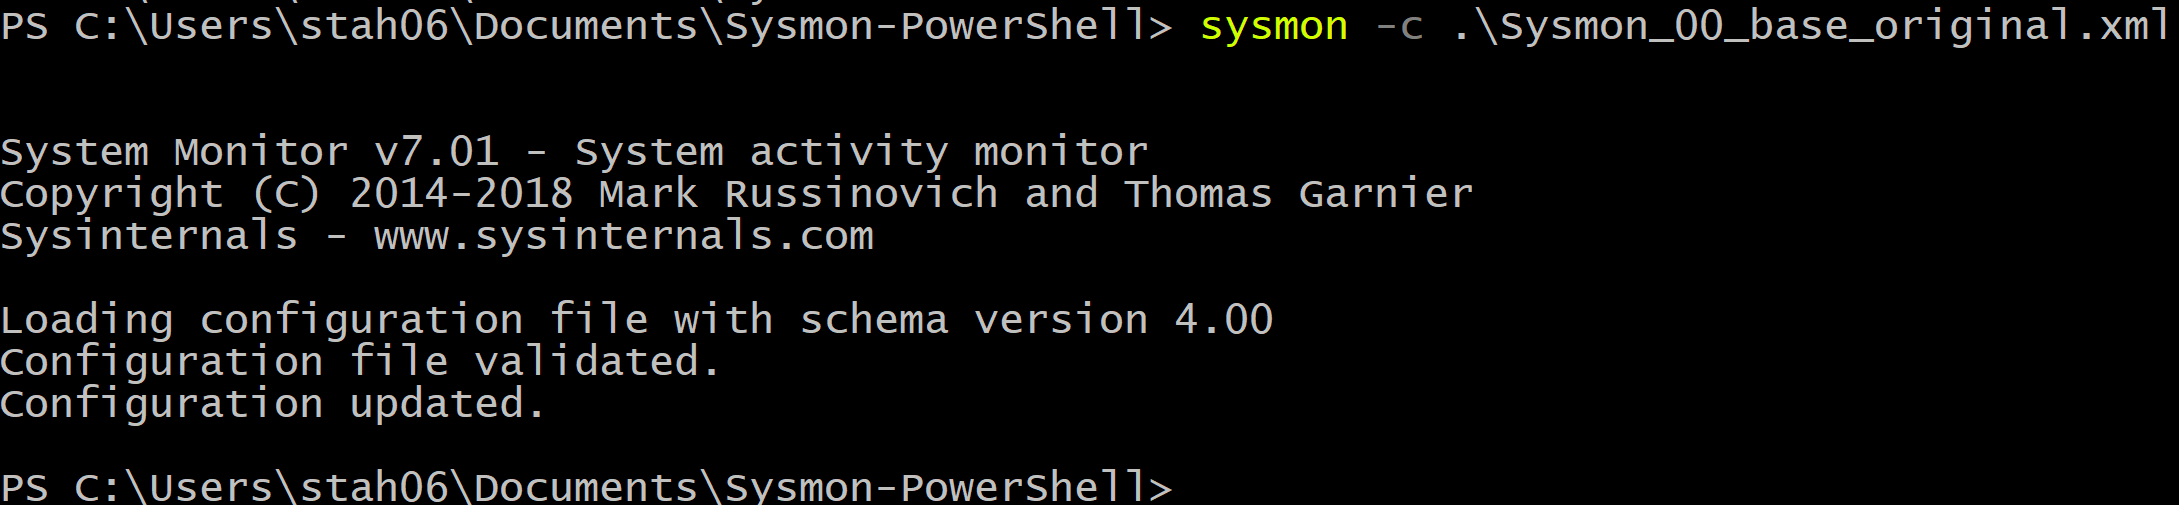 PS C:\Users\stah06\Documents\Sysmon-PowerShell> sysmon -c .\Sysmon_00_base_original.xml
System Monitor v7.01 - System activity monitor
Copyright (C) 2014-2018 Mark Russinovich and Thomas Garnier
Sysinternals - www.sysinternals.com
Loading configuration file with schema version 4.00
Configuration file validated.
Configuration updated.
PS C:\Users\stah06\Documents\Sysmon-PowerShell>